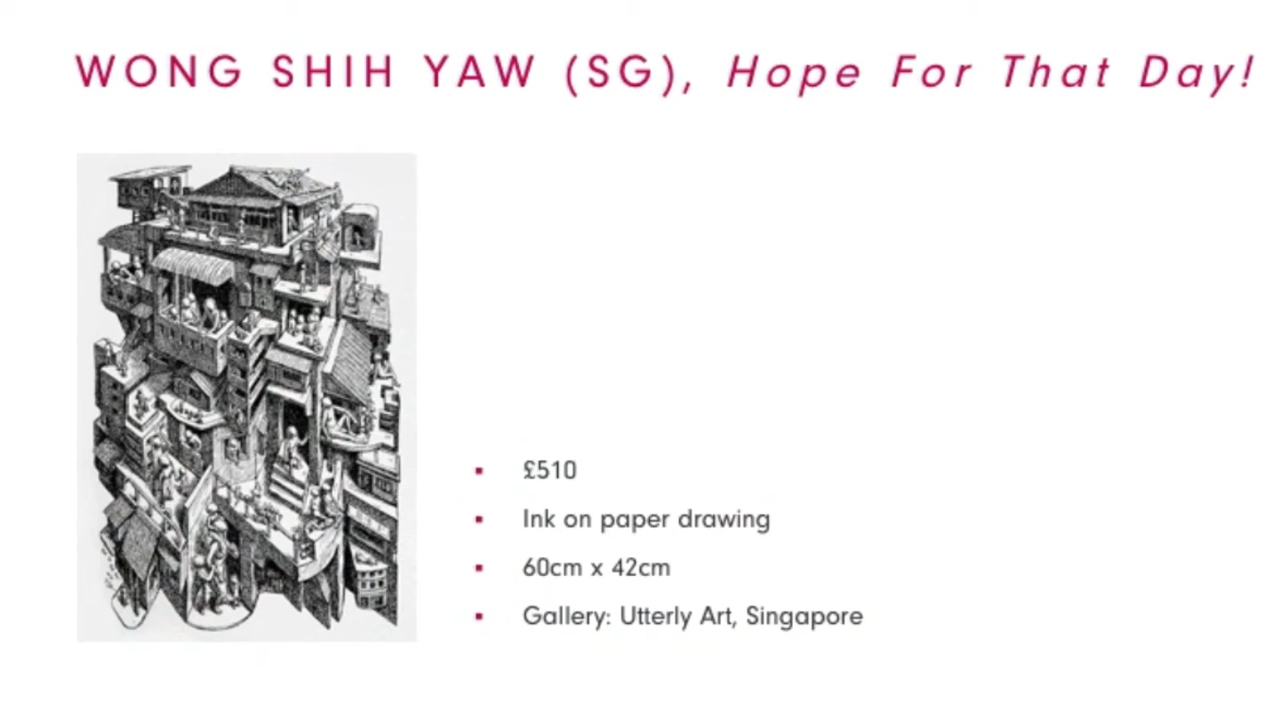 WONG SHIH YAW (SG), Hope For That Day!
£510
Ink on paper drawing
60cm x 42cm
Gallery: Utterly Art, Singapore